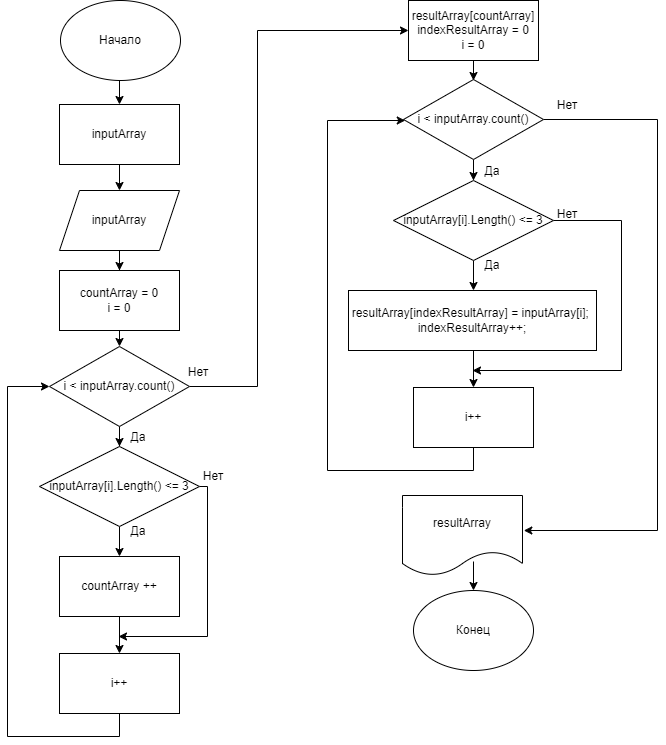 Начало
inputArray
inputArray
countArray = 0
i = 0
i < inputArray.count()
Нет
Да
inputArray[i].Length() <= 3
Нет
Да
countArray ++
i++
resultArray[countArray]
indexResultArray = 0
i = 0
i < inputArray.count()
Нет
Да
inputArray[i].Length() <= 3
Нет
Да
resultArray[indexResultArray] = inputArray[i];
indexResultArray++;
i++
resultArray
Конец